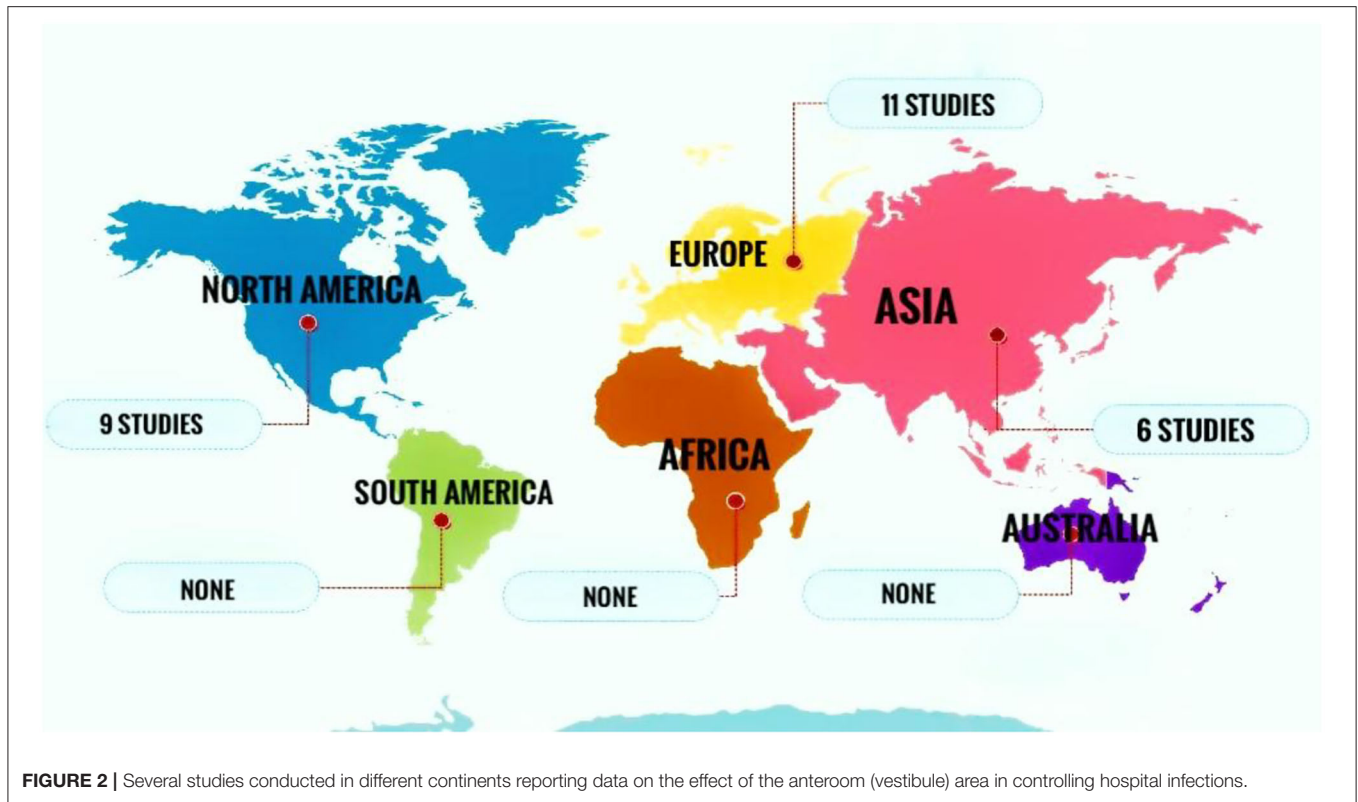 11 STUDIES
EUROPE
NORTH AMERICA
ASIA
9 STUDIES
6 STUDIES
AFRICA
SOUTH AMERICA
AUSTRALIA
NONE
NONE
NONE
FIGURE 2 | Several studies conducted in different continents reporting data on the effect of the anteroom (vestibule) area in controlling hospital infections.